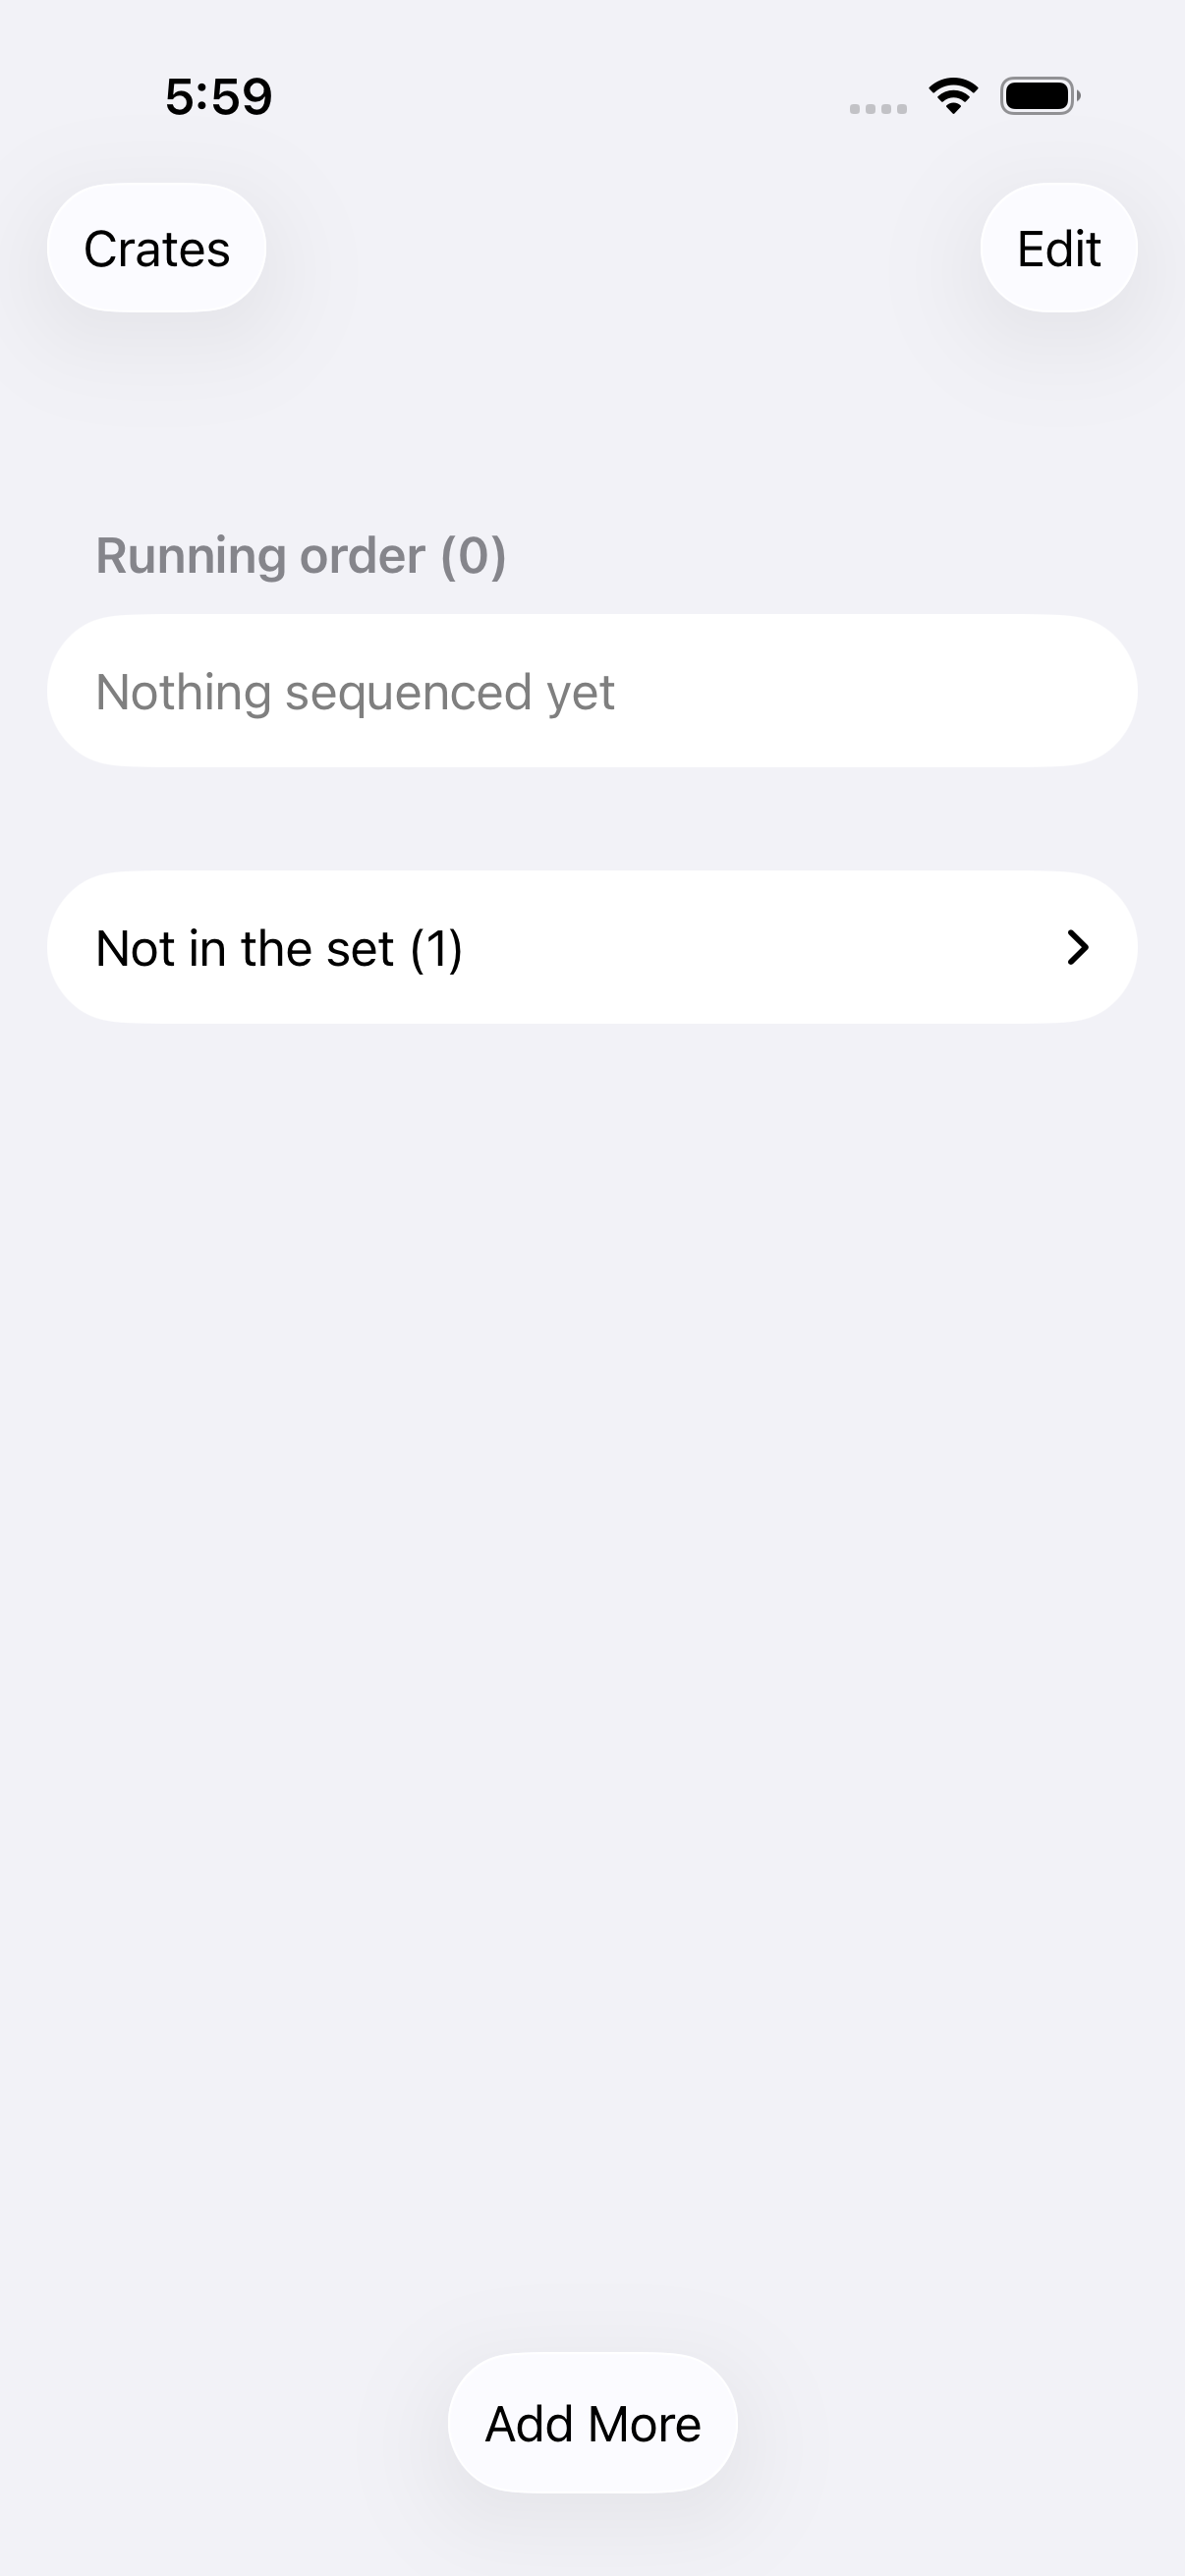 5:59
Crates
Edit
Running order (0)
Nothing sequenced yet
Not in the set (1)
Add More